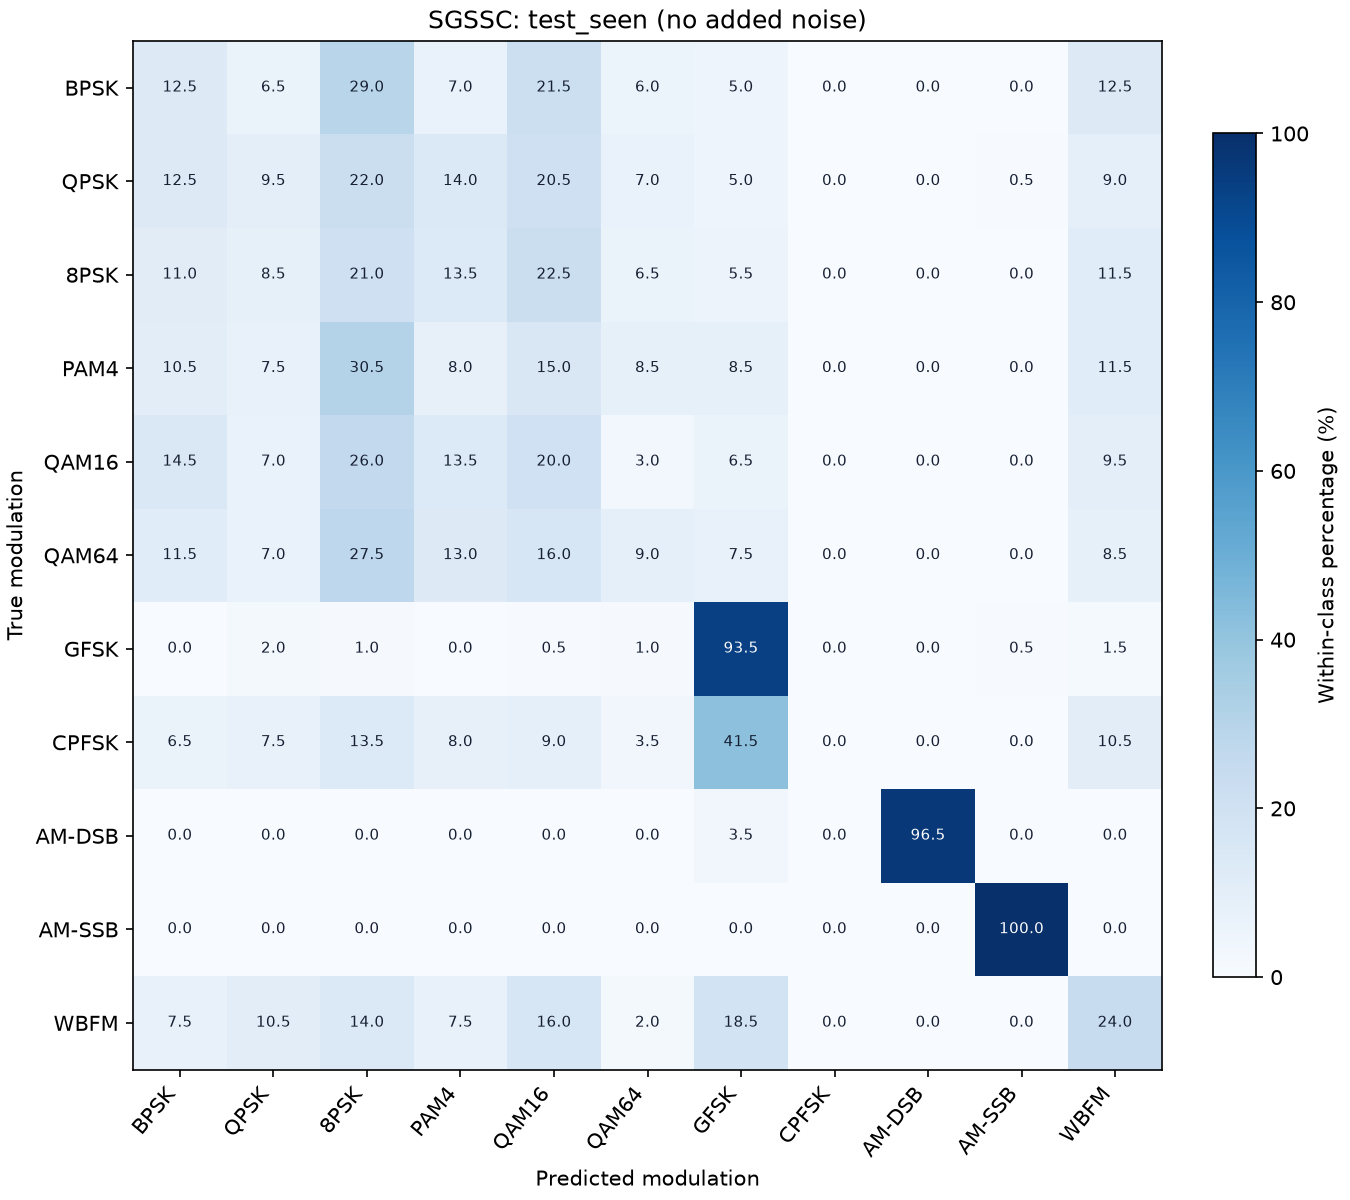 SGSSC: test_seen (no added noise)
BPSK 12.5 6.5 29.0 7.0 21.5 6.0 5.0 0.0 0.0 0.0 12.5
QPSK 12.5 9.5 22.0 14.0 20.5 7.0 5.0 0.0 0.0 0.5 9.0
8PSK 11.0 8.5 21.0 13.5 22.5 6.5 5.5 0.0 0.0 0.0 11.5
PAM4 10.5 7.5 30.5 8.0 15.0 8.5 8.5 0.0 0.0 0.0 11.5
QAM16 14.5 7.0 26.0 13.5 20.0 3.0 6.5 0.0 0.0 0.0 9.5
QAM64 11.5 7.0 27.5 13.0 16.0 9.0 7.5 0.0 0.0 0.0 8.5
GFSK 0.0 2.0 1.0 0.0 0.5 1.0 93.5 0.0 0.0 0.5 1.5
CPFSK 6.5 7.5 13.5 8.0 9.0 3.5 41.5 0.0 0.0 0.0 10.5
AM-DSB 0.0 0.0 0.0 0.0 0.0 0.0 3.5 0.0 96.5 0.0 0.0
AM-SSB 0.0 0.0 0.0 0.0 0.0 0.0 0.0 0.0 0.0 100.0 0.0
WBFM 7.5 10.5 14.0 7.5 16.0 2.0 18.5 0.0 0.0 0.0 24.0
BPSK QPSK 8PSK PAM4 QAM16 QAM64 GFSK CPFSK AM-DSB AM-SSB WBFM
Predicted modulation
True modulation
100
80
60
40
20
0
Within-class percentage (%)